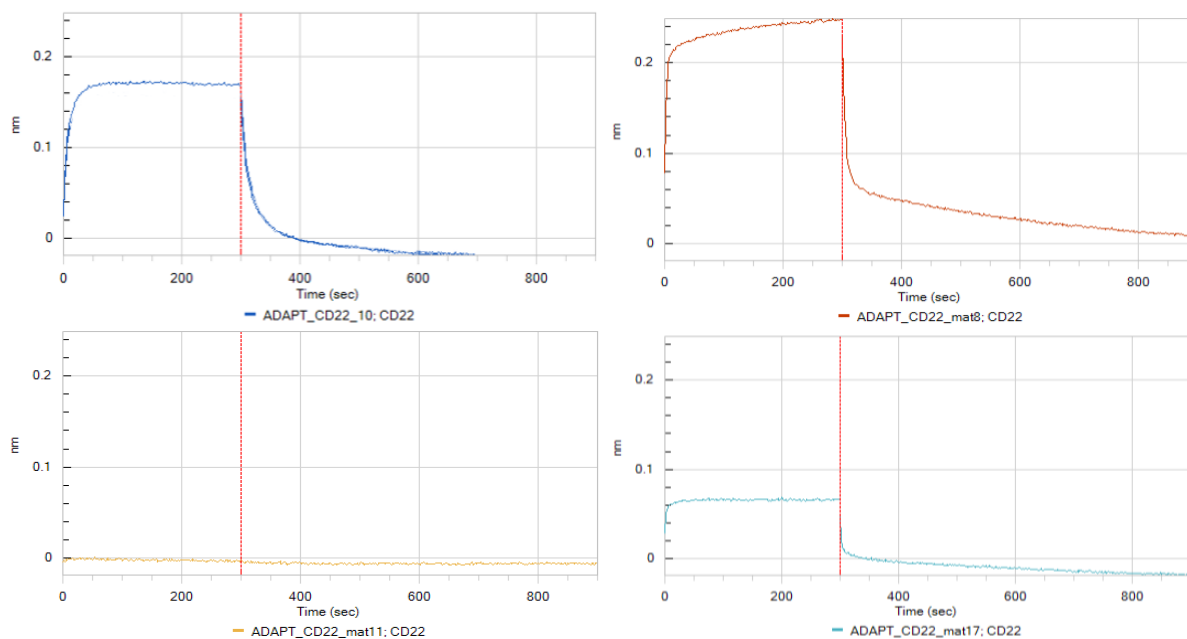 0.2
0.1
0
nm
0 200 400 600 800
Time (sec)
ADAPT_CD22_10; CD22
0.2
0.1
0
nm
0 200 400 600 800
Time (sec)
ADAPT_CD22_mat8; CD22
0.2
0.1
0
nm
0 200 400 600 800
Time (sec)
ADAPT_CD22_mat11; CD22
0.2
0.1
0
nm
0 200 400 600 800
Time (sec)
ADAPT_CD22_mat17; CD22